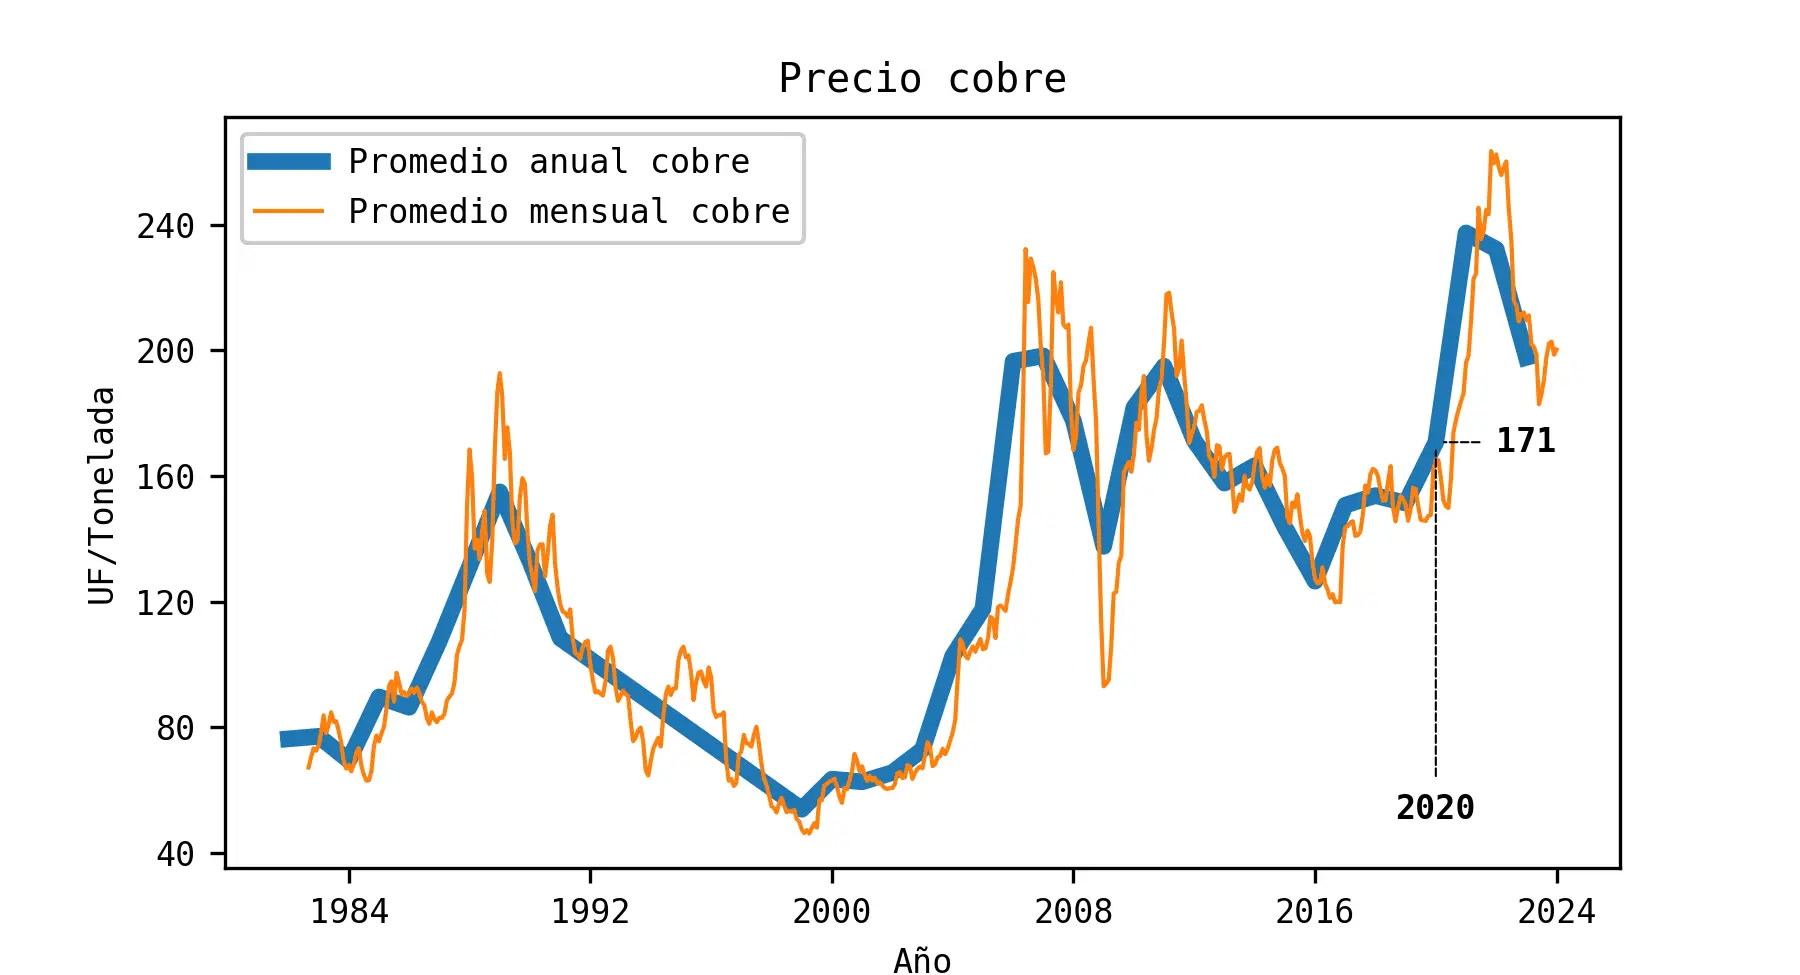 Precio cobre
Promedio anual cobre
Promedio mensual cobre
UF/Tonelada
240
200
160
120
80
40
171
2020
1984 1992 2000 2008 2016 2024
Año